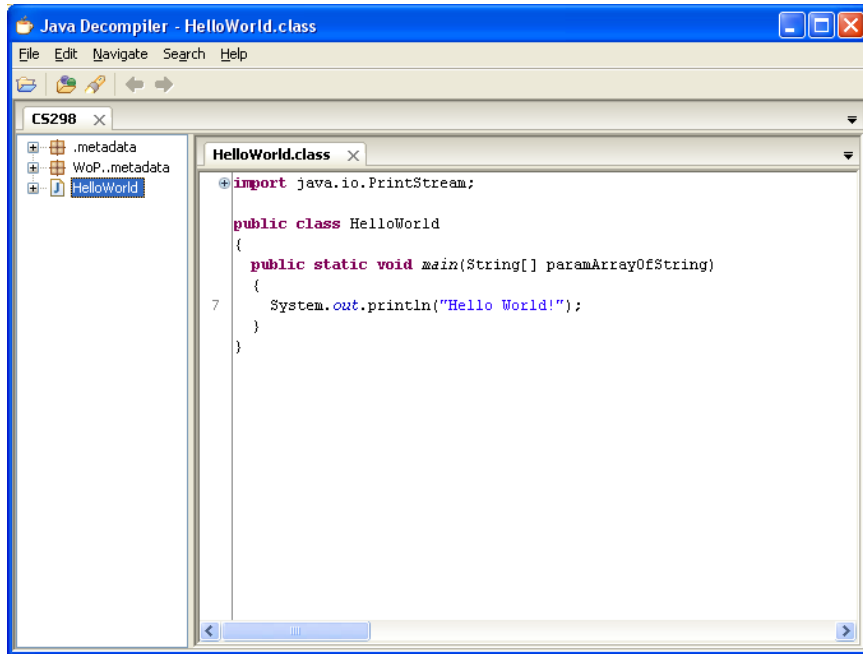 Java Decompiler - HelloWorld.class
File Edit Navigate Search Help
CS298
.metadata
WoP..metadata
HelloWorld
HelloWorld.class
import java.io.PrintStream;
public class HelloWorld
{
public static void main(String[] paramArrayOfString)
{
7 System.out.println("Hello World!");
}
}